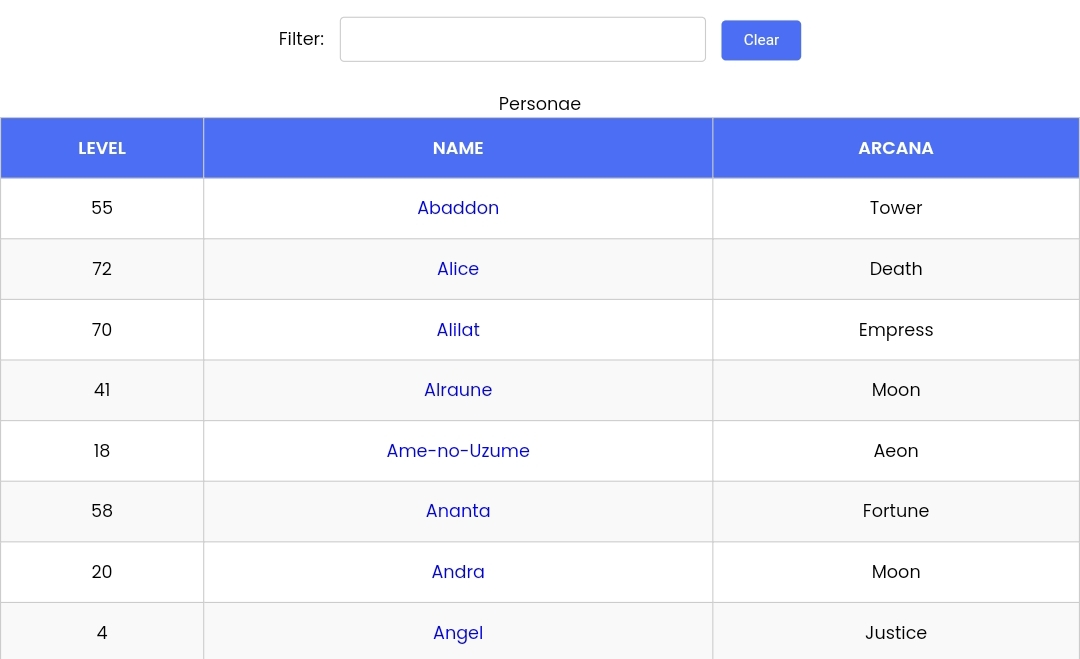 Filter: Clear
Personae
LEVEL NAME ARCANA
55 Abaddon Tower
72 Alice Death
70 Alilat Empress
41 Alraune Moon
18 Ame-no-Uzume Aeon
58 Ananta Fortune
20 Andra Moon
4 Angel Justice